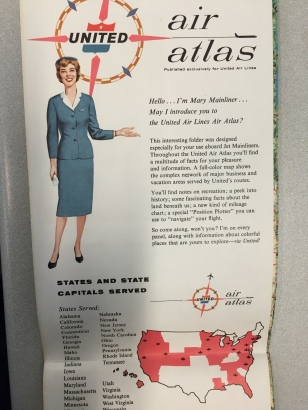 UNITED
air
atlas
Published exclusively for United Air Lines
Hello . . . I'm Mary Mainliner . . .
May I introduce you to
the United Air Lines Air Atlas?
This interesting folder was designed
especially for your use aboard Jet Mainliners.
Throughout the United Air Atlas you'll find
a multitude of facts for your pleasure
and information. A full-color map shows
the complex network of major business and
vacation areas served by United's routes.
You'll find notes on recreation; a peek into
history; some fascinating facts about the
land beneath us; a new kind of mileage
chart; a special "Position Plotter" you can
use to "navigate" your flight.
So come along, won't you? I'm on every
panel, along with information about colorful
places that are yours to explore—via United!
STATES AND STATE
CAPITALS SERVED
UNITED
air
atlas
States Served:
Alabama
California
Colorado
Connecticut
Florida
Georgia
Hawaii
Idaho
Illinois
Indiana
Iowa
Louisiana
Maryland
Massachusetts
Michigan
Minnesota
Nebraska
Nevada
New Jersey
New York
North Carolina
Ohio
Oregon
Pennsylvania
Rhode Island
Tennessee
Utah
Virginia
Washington
West Virginia
Wisconsin